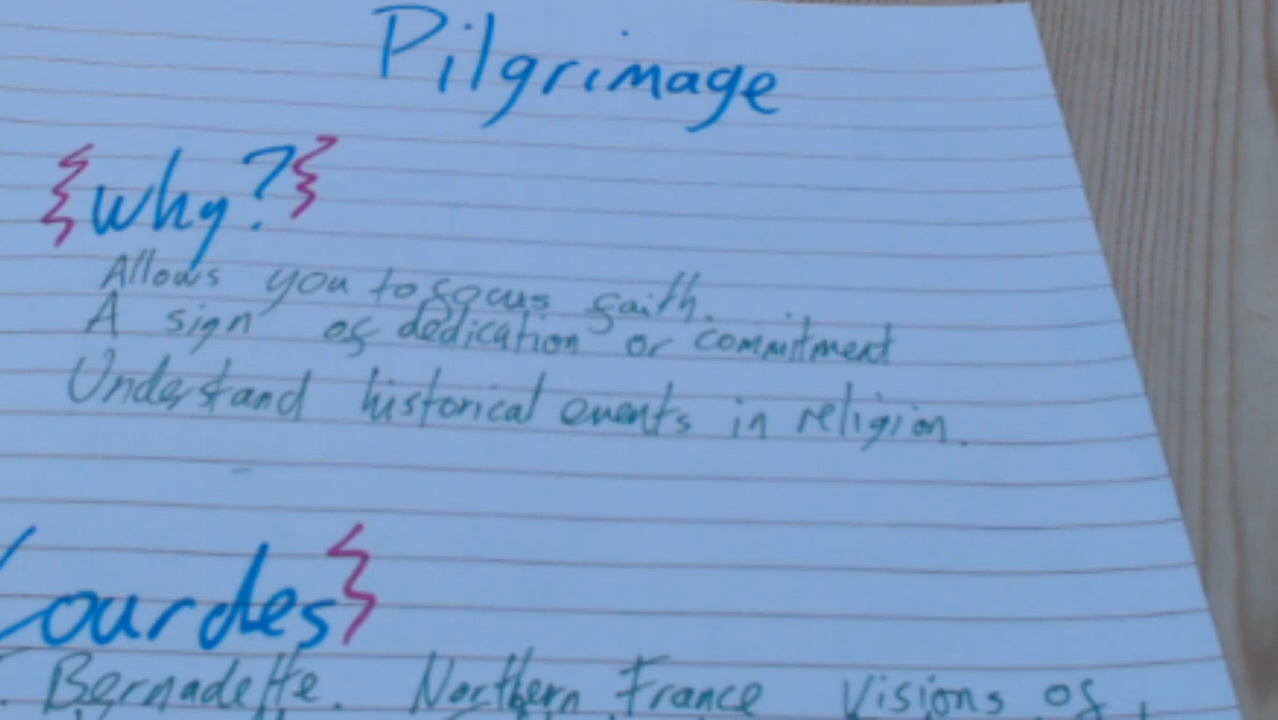 Pilgrimage
{Why?}
Allows you to focus faith.
A sign of dedication or commitment
Understand historical events in religion.
Lourdes}
. Bernadette. Northern France Visions of